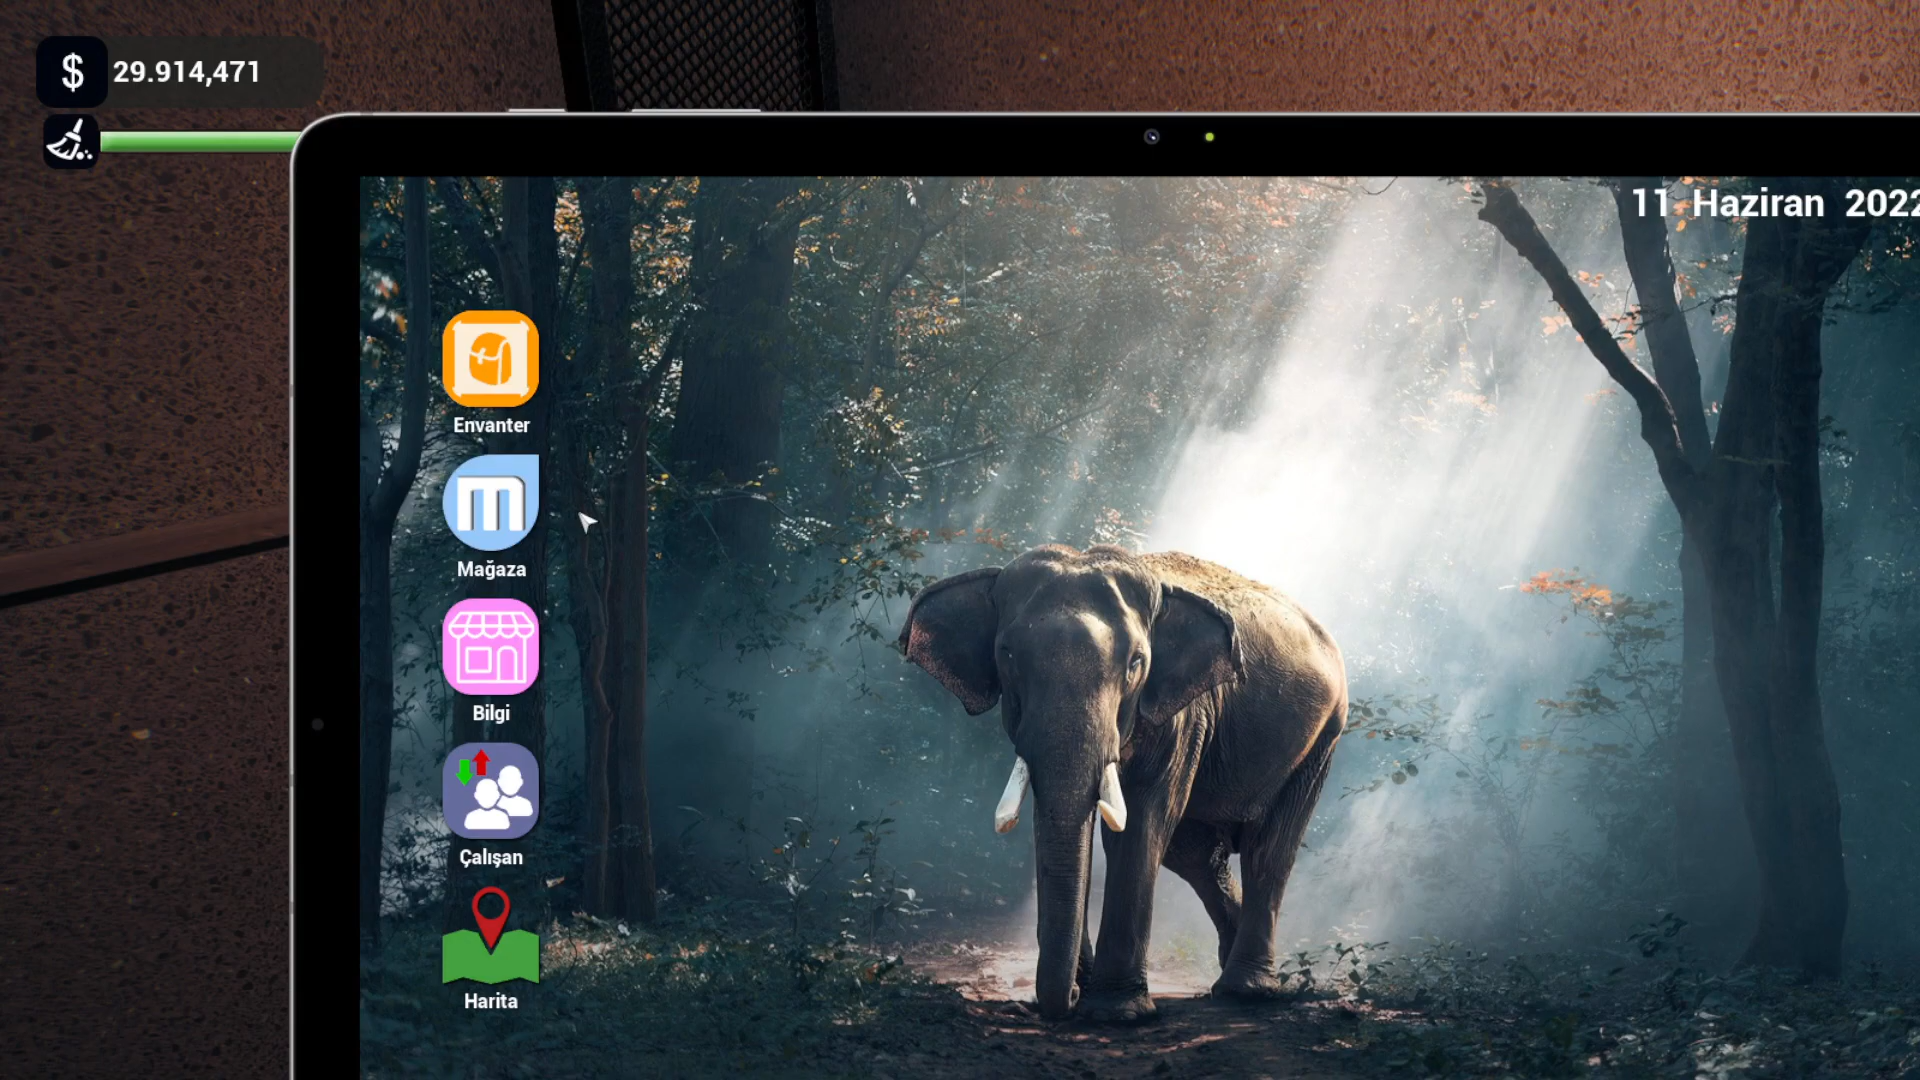 $ 29.914,471
11 Haziran 2022
Envanter
m
Mağaza
Bilgi
Çalışan
Harita